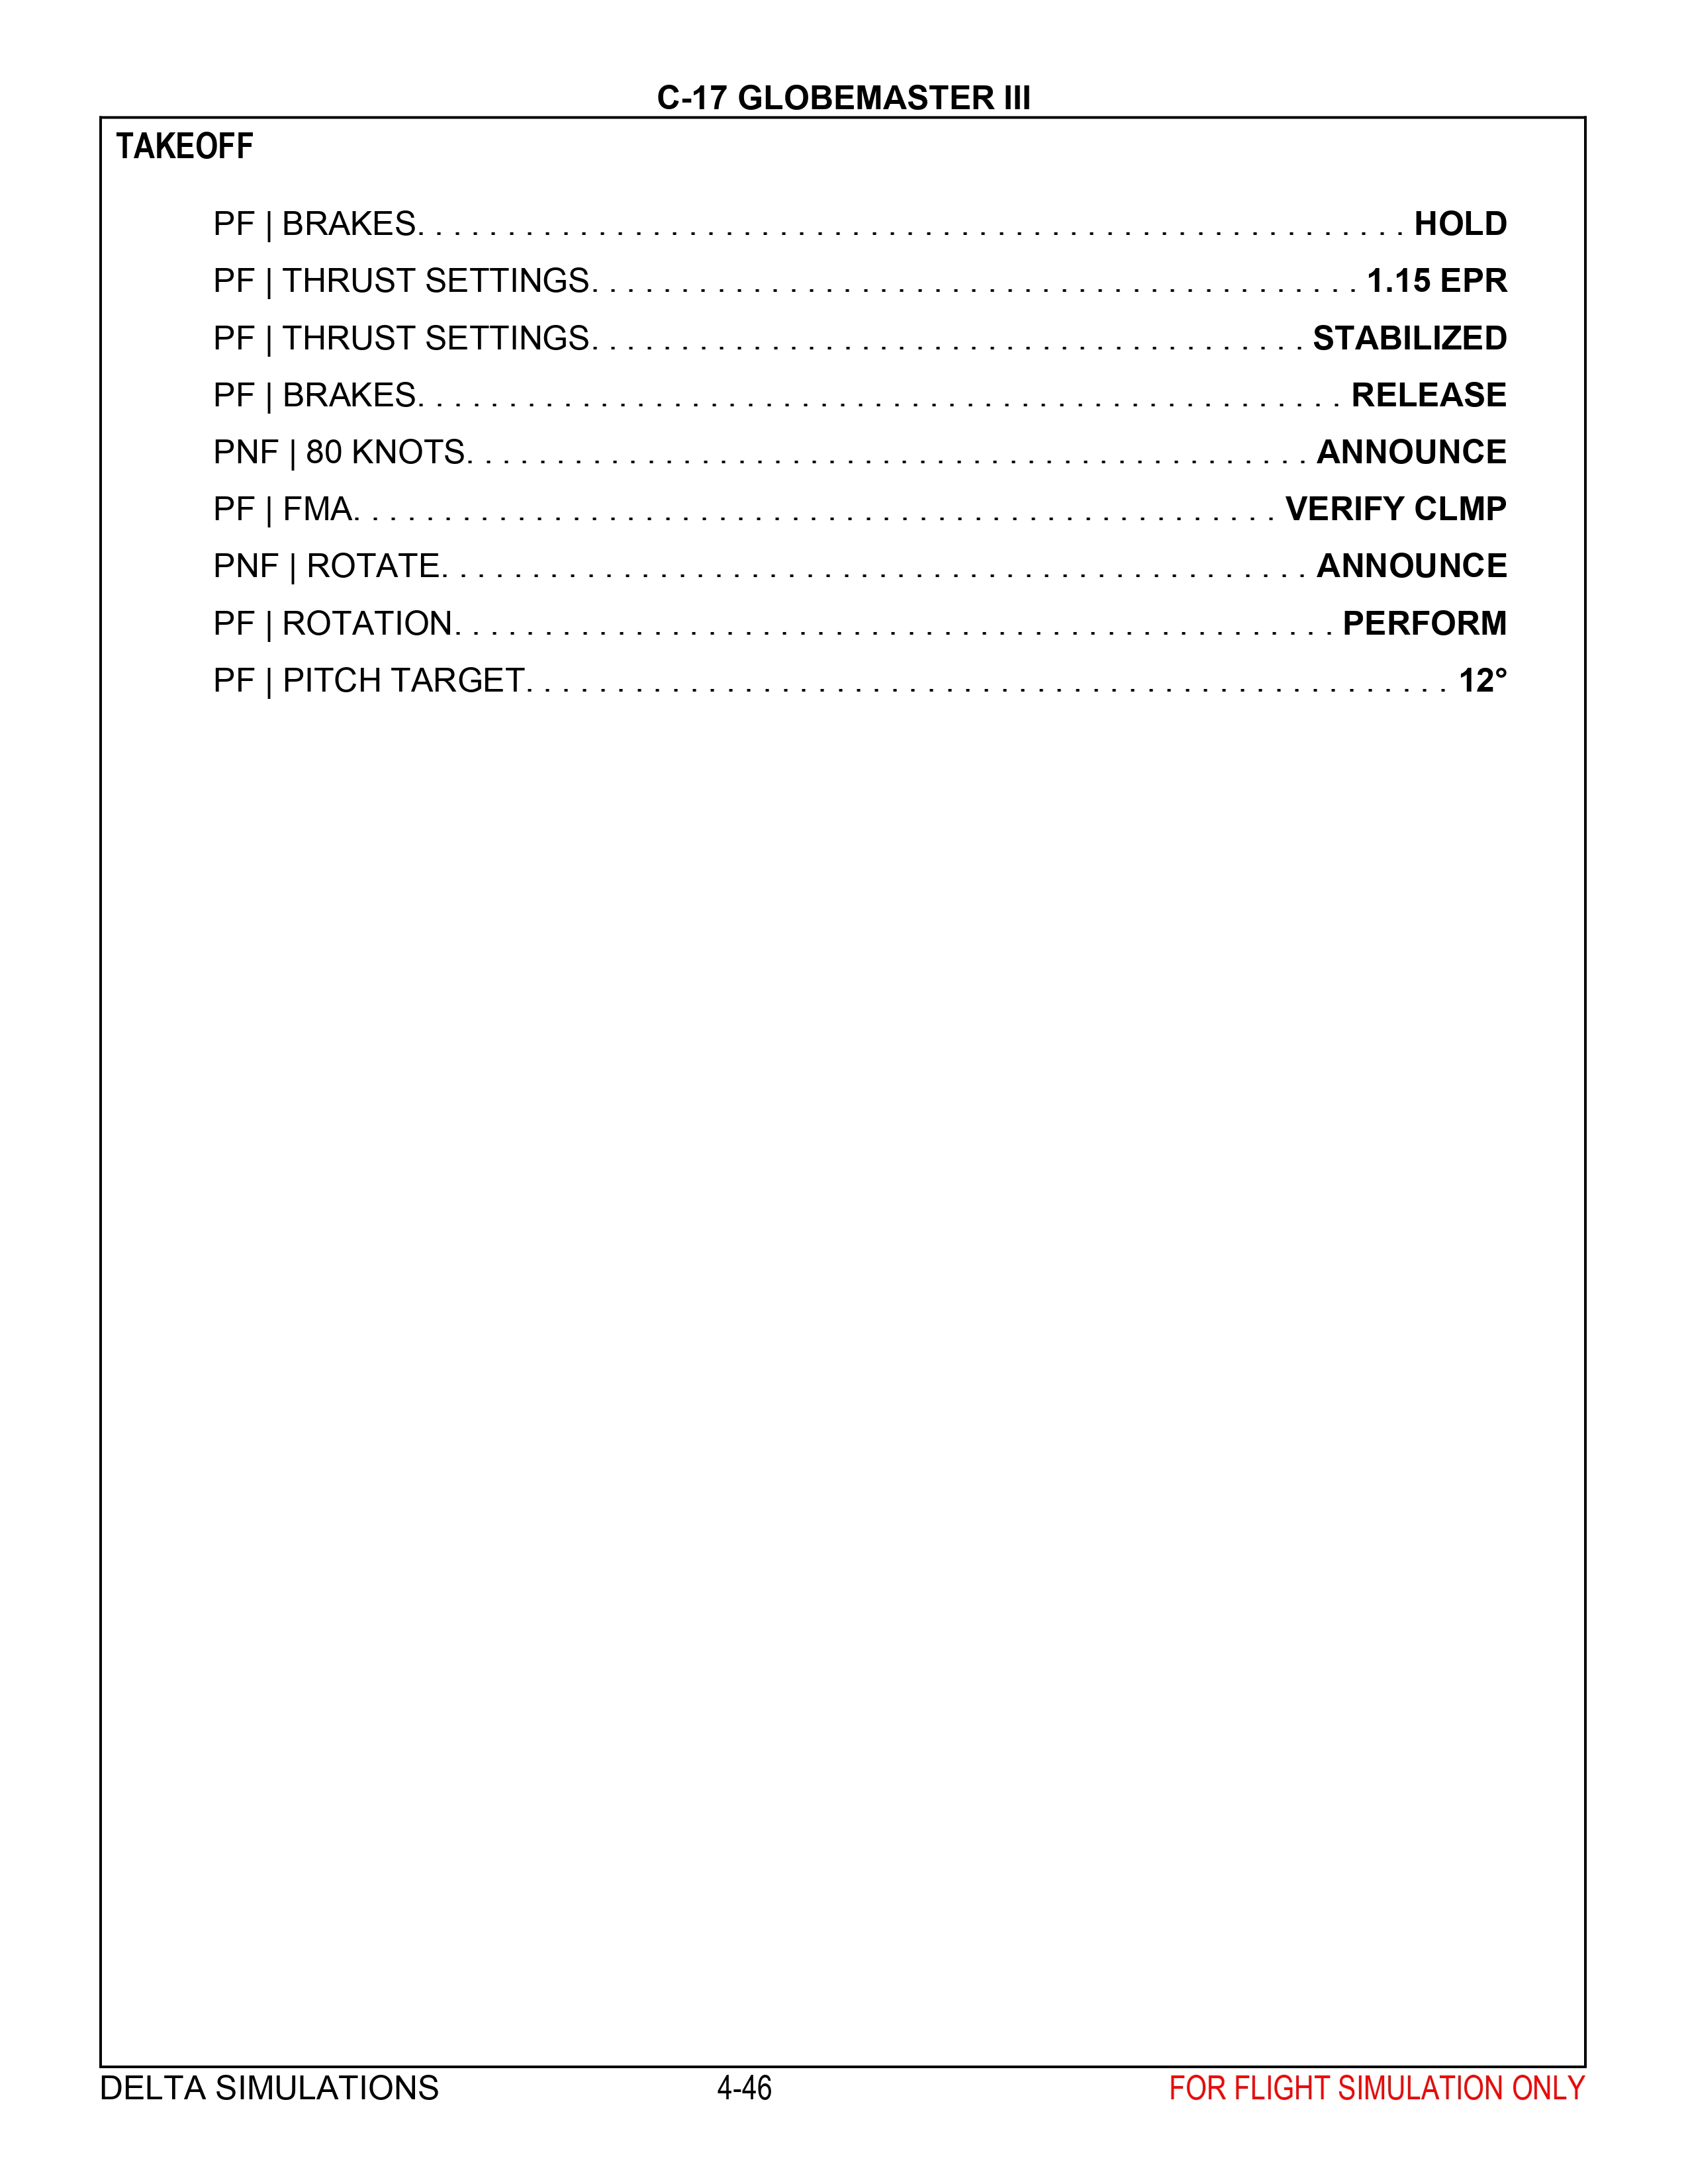 C-17 GLOBEMASTER III
TAKEOFF
PF | BRAKES. . . . . . . . . . . . . . . . . . . . . . . . . . . . . . . . . . . . . . . . . . . . . . . . . . . . . . . HOLD
PF | THRUST SETTINGS. . . . . . . . . . . . . . . . . . . . . . . . . . . . . . . . . . . . . . . . . . . 1.15 EPR
PF | THRUST SETTINGS. . . . . . . . . . . . . . . . . . . . . . . . . . . . . . . . . . . . . . . . STABILIZED
PF | BRAKES. . . . . . . . . . . . . . . . . . . . . . . . . . . . . . . . . . . . . . . . . . . . . . . . . . . RELEASE
PNF | 80 KNOTS. . . . . . . . . . . . . . . . . . . . . . . . . . . . . . . . . . . . . . . . . . . . . . . ANNOUNCE
PF | FMA. . . . . . . . . . . . . . . . . . . . . . . . . . . . . . . . . . . . . . . . . . . . . . . . . . . VERIFY CLMP
PNF | ROTATE. . . . . . . . . . . . . . . . . . . . . . . . . . . . . . . . . . . . . . . . . . . . . . . . ANNOUNCE
PF | ROTATION. . . . . . . . . . . . . . . . . . . . . . . . . . . . . . . . . . . . . . . . . . . . . . . . . PERFORM
PF | PITCH TARGET. . . . . . . . . . . . . . . . . . . . . . . . . . . . . . . . . . . . . . . . . . . . . . . . . . . 12°
DELTA SIMULATIONS 4-46 FOR FLIGHT SIMULATION ONLY